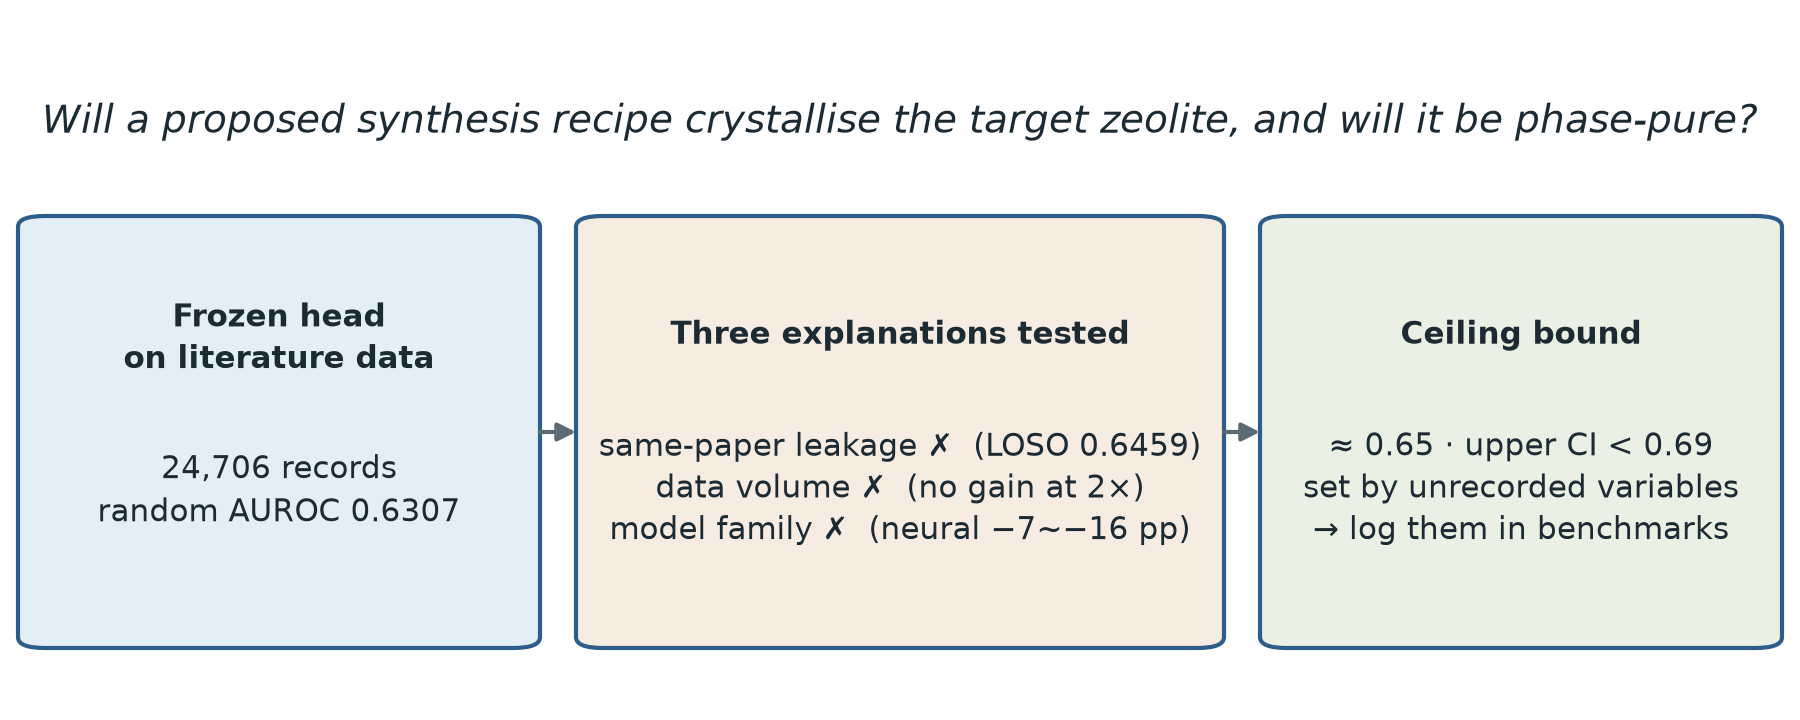 Will a proposed synthesis recipe crystallise the target zeolite, and will it be phase-pure?
Frozen head
on literature data
24,706 records
random AUROC 0.6307
Three explanations tested
same-paper leakage ✗ (LOSO 0.6459)
data volume ✗ (no gain at 2×)
model family ✗ (neural −7~−16 pp)
Ceiling bound
≈ 0.65 · upper CI < 0.69
set by unrecorded variables
→ log them in benchmarks